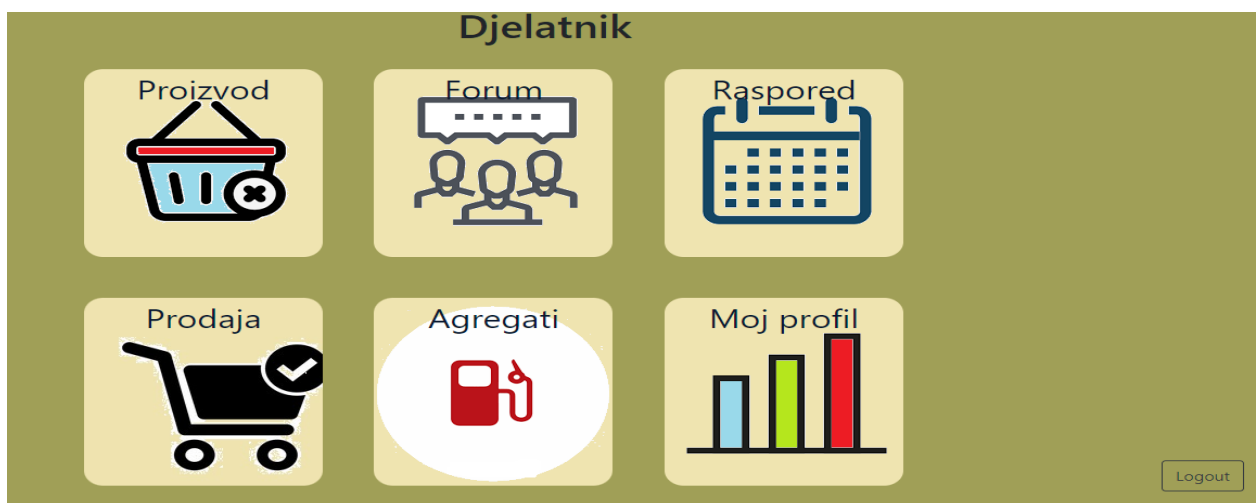 Djelatnik
Proizvod
Forum
Raspored
Prodaja
Agregati
Moj profil
Logout